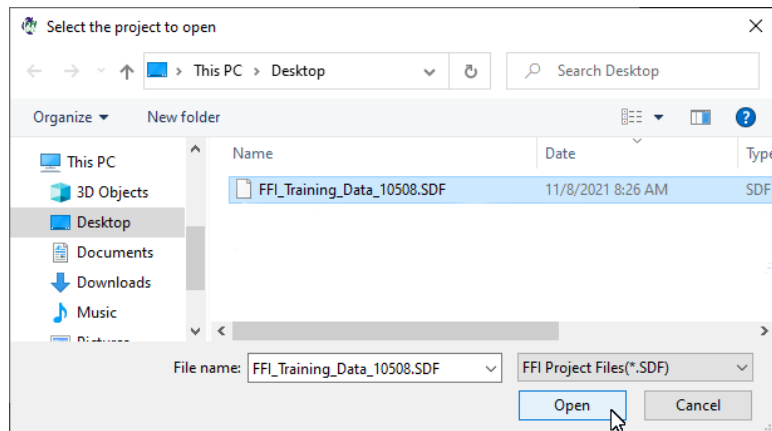 Select the project to open
This PC > Desktop
Search Desktop
Organize
New folder
Name
Date
Type
This PC
3D Objects
Desktop
Documents
Downloads
Music
FFI_Training_Data_10508.SDF
11/8/2021 8:26 AM
SDF
File name:
FFI_Training_Data_10508.SDF
FFI Project Files(*.SDF)
Open
Cancel